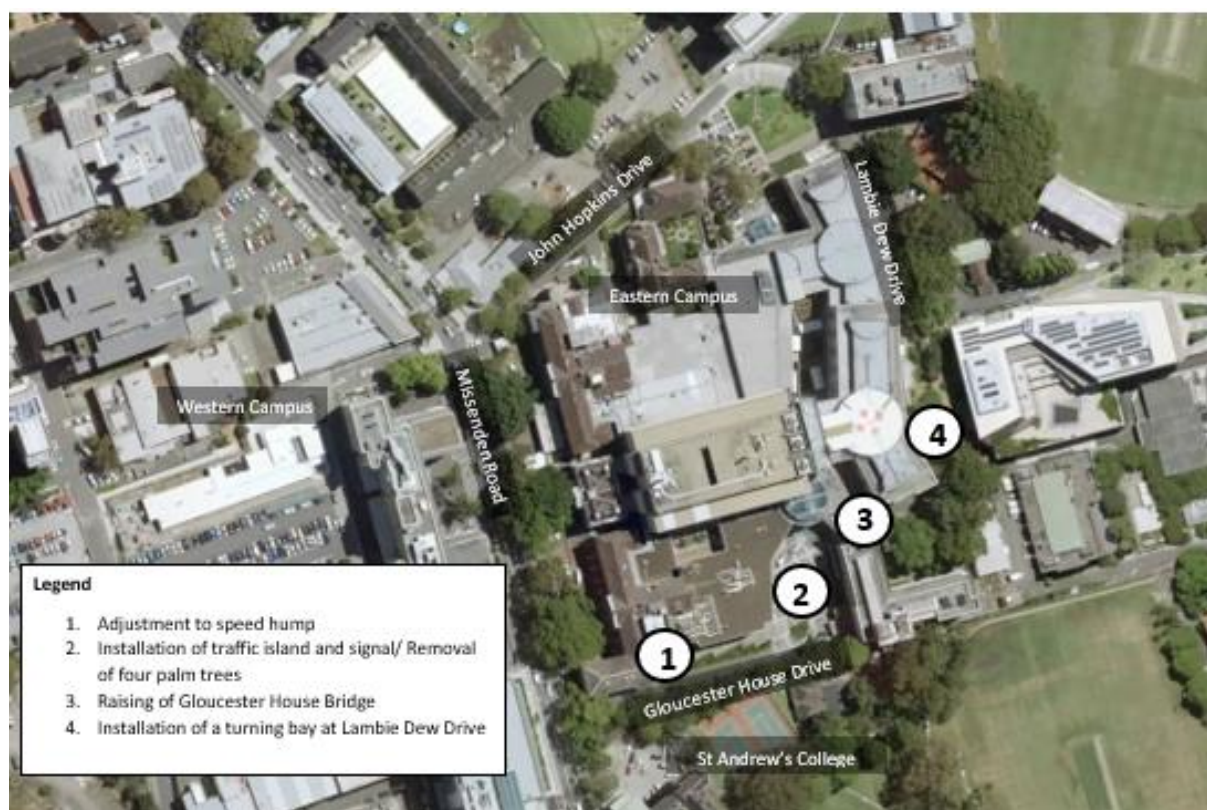 John Hopkins Drive
Lambie Dew Drive
Eastern Campus
Missenden Road
Western Campus
4
3
2
1
Gloucester House Drive
St Andrew's College
Legend
1. Adjustment to speed hump
2. Installation of traffic island and signal/ Removal
of four palm trees
3. Raising of Gloucester House Bridge
4. Installation of a turning bay at Lambie Dew Drive